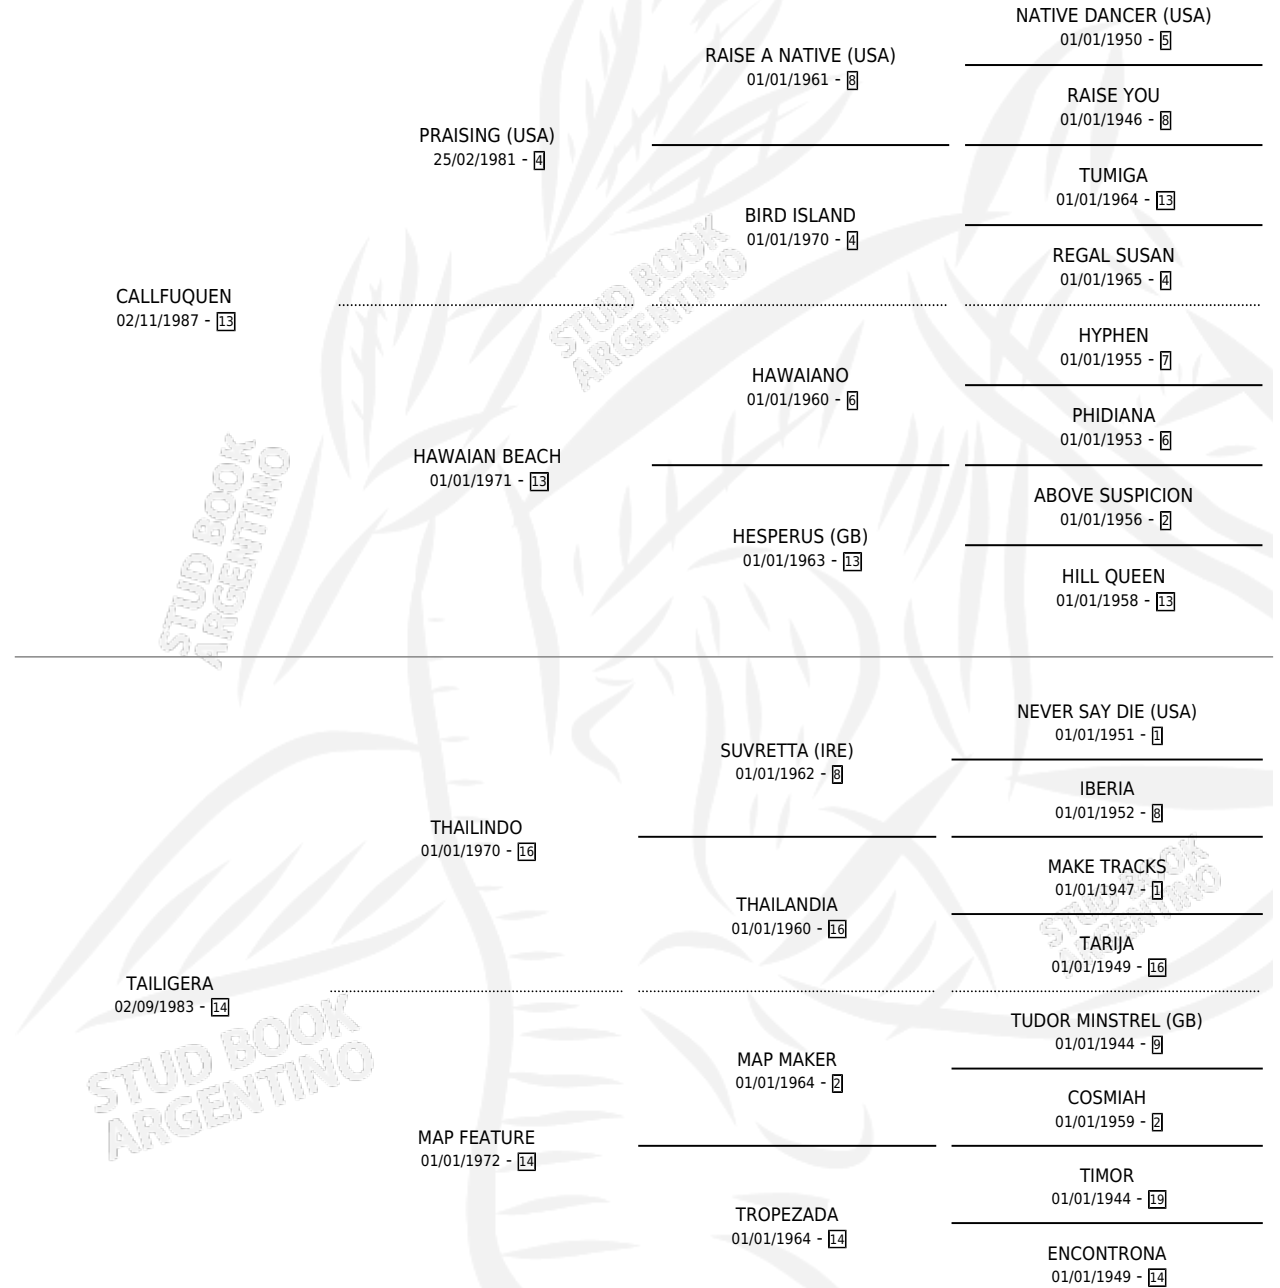 NATIVE DANCER (USA)
01/01/1950 - 5
RAISE A NATIVE (USA)
01/01/1961 - 8
RAISE YOU
01/01/1946 - 8
PRAISING (USA)
25/02/1981 - 4
TUMIGA
01/01/1964 - 13
BIRD ISLAND
01/01/1970 - 4
REGAL SUSAN
01/01/1965 - 4
CALLFUQUEN
02/11/1987 - 13
STUD BOOK
ARGENTINO
HYPHEN
01/01/1955 - 7
HAWAIANO
01/01/1960 - 6
PHIDIANA
01/01/1953 - 6
HAWAIAN BEACH
01/01/1971 - 13
ABOVE SUSPICION
01/01/1956 - 2
HESPERUS (GB)
01/01/1963 - 13
HILL QUEEN
01/01/1958 - 13
STUD BOOK
ARGENTINO
NEVER SAY DIE (USA)
01/01/1951 - 1
SUVRETTA (IRE)
01/01/1962 - 8
IBERIA
01/01/1952 - 8
THAILINDO
01/01/1970 - 16
MAKE TRACKS
01/01/1947 - 1
THAILANDIA
01/01/1960 - 16
TARIJA
01/01/1949 - 16
STUD BOOK
ARGENTINO
TAILIGERA
02/09/1983 - 14
TUDOR MINSTREL (GB)
01/01/1944 - 9
MAP MAKER
01/01/1964 - 2
COSMIAH
01/01/1959 - 2
STUD BOOK
ARGENTINO
MAP FEATURE
01/01/1972 - 14
TIMOR
01/01/1944 - 19
TROPEZADA
01/01/1964 - 14
ENCONTRONA
01/01/1949 - 14